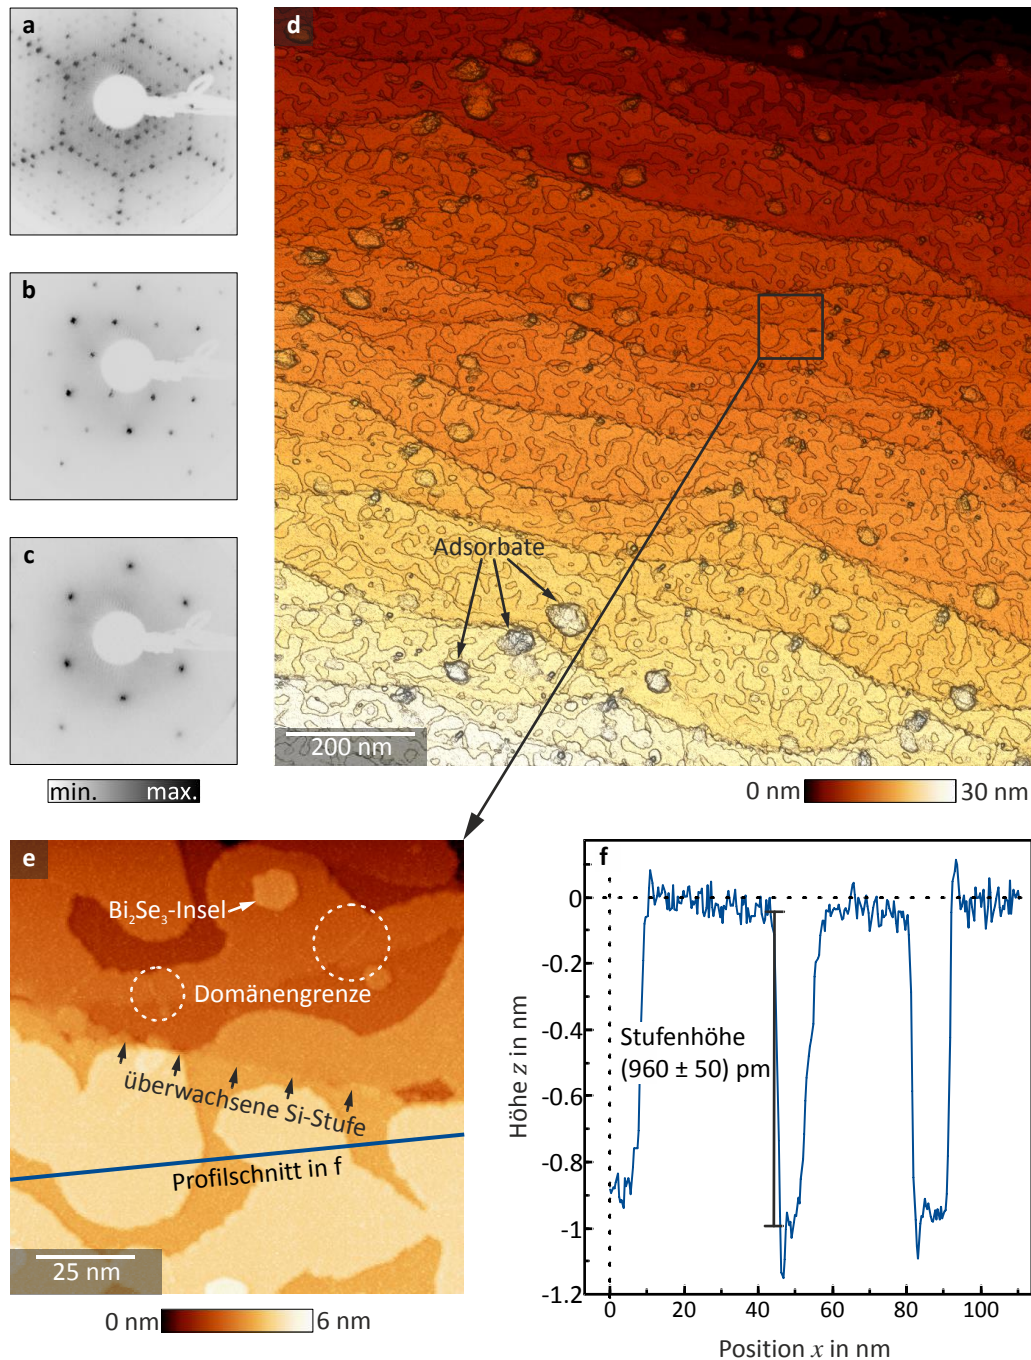 a
b
c
min. max.
d
Adsorbate
200 nm
0 nm 30 nm
e
Bi₂Se₃-Insel
Domänengrenze
überwachsene Si-Stufe
Profilschnitt in f
25 nm
0 nm 6 nm
f
0
-0.2
-0.4
-0.6
-0.8
-1
-1.2
Höhe z in nm
Stufenhöhe
(960 ± 50) pm
0 20 40 60 80 100
Position x in nm